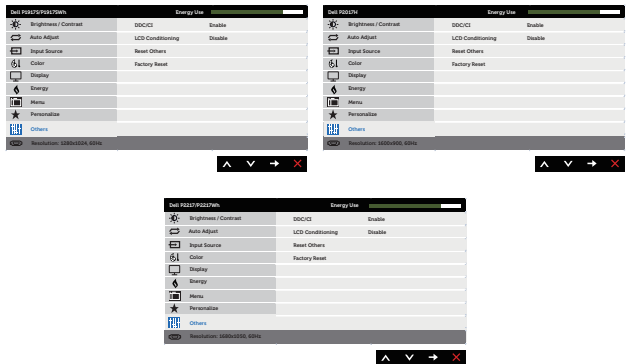 Dell P1917S/P1917SWh Energy Use
Brightness / Contrast DDC/CI Enable
Auto Adjust LCD Conditioning Disable
Input Source Reset Others
Color Factory Reset
Display
Energy
Menu
Personalize
Others
Resolution: 1280x1024, 60Hz
Dell P2017H Energy Use
Brightness / Contrast DDC/CI Enable
Auto Adjust LCD Conditioning Disable
Input Source Reset Others
Color Factory Reset
Display
Energy
Menu
Personalize
Others
Resolution: 1600x900, 60Hz
Dell P2217/P2217Wh Energy Use
Brightness / Contrast DDC/CI Enable
Auto Adjust LCD Conditioning Disable
Input Source Reset Others
Color Factory Reset
Display
Energy
Menu
Personalize
Others
Resolution: 1680x1050, 60Hz